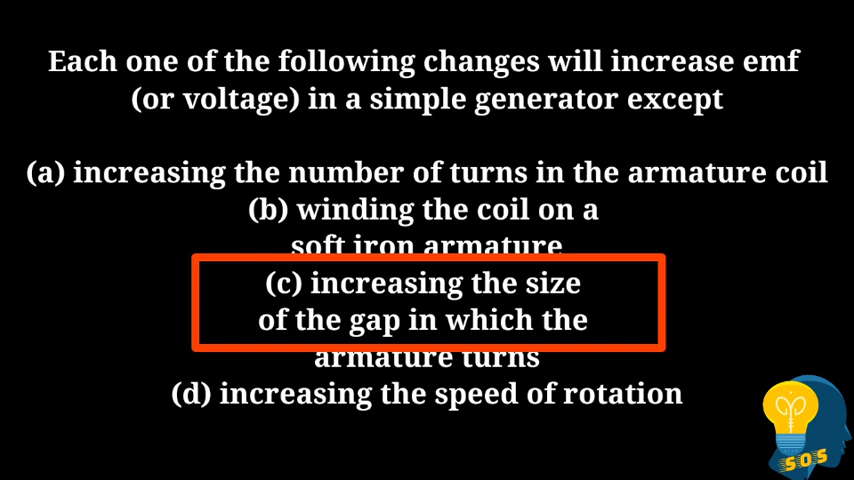 Each one of the following changes will increase emf
(or voltage) in a simple generator except
(a) increasing the number of turns in the armature coil
(b) winding the coil on a
soft iron armature
(c) increasing the size
of the gap in which the
armature turns
(d) increasing the speed of rotation
SOS